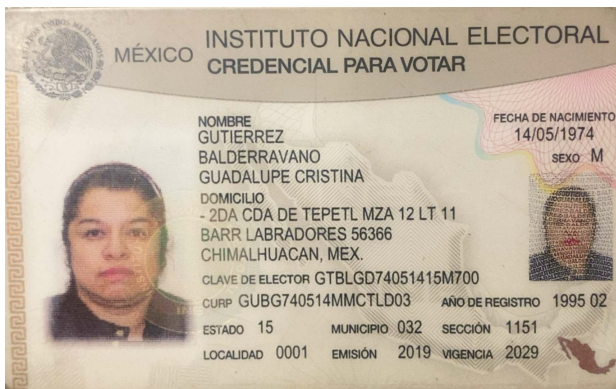 MÉXICO
INSTITUTO NACIONAL ELECTORAL
CREDENCIAL PARA VOTAR
NOMBRE
GUTIERREZ
BALDERRAVANO
GUADALUPE CRISTINA
FECHA DE NACIMIENTO
14/05/1974
SEXO M
DOMICILIO
- 2DA CDA DE TEPETL MZA 12 LT 11
BARR LABRADORES 56366
CHIMALHUACAN, MEX.
CLAVE DE ELECTOR GTBLGD74051415M700
CURP GUBG740514MMCTLD03 AÑO DE REGISTRO 1995 02
ESTADO 15 MUNICIPIO 032 SECCIÓN 1151
LOCALIDAD 0001 EMISIÓN 2019 VIGENCIA 2029